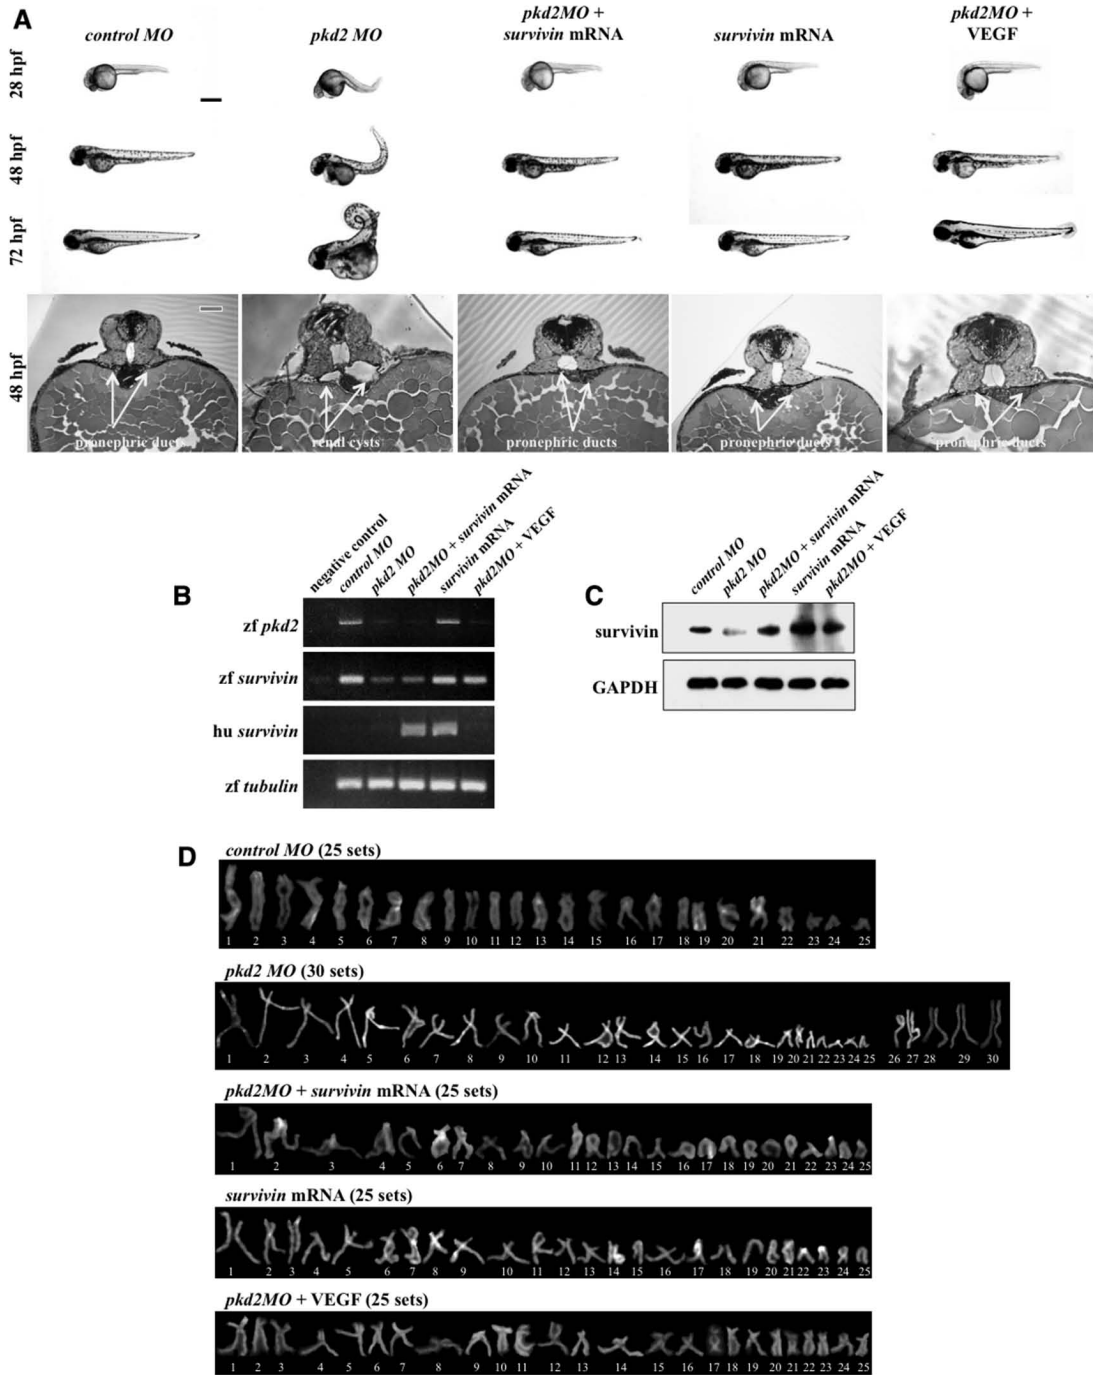 A
control MO
pkd2 MO
pkd2MO +
survivin mRNA
survivin mRNA
pkd2MO +
VEGF
28 hpf
48 hpf
72 hpf
48 hpf
pronephric ducts
renal cysts
pronephric ducts
pronephric ducts
pronephric ducts
B
negative control
control MO
pkd2 MO
pkd2MO + survivin mRNA
survivin mRNA
pkd2MO + VEGF
zf pkd2
zf survivin
hu survivin
zf tubulin
C
control MO
pkd2 MO
pkd2MO + survivin mRNA
survivin mRNA
pkd2MO + VEGF
survivin
GAPDH
D
control MO (25 sets)
1 2 3 4 5 6 7 8 9 10 11 12 13 14 15 16 17 18 19 20 21 22 23 24 25
pkd2 MO (30 sets)
1 2 3 4 5 6 7 8 9 10 11 12 13 14 15 16 17 18 19 20 21 22 23 24 25 26 27 28 29 30
pkd2MO + survivin mRNA (25 sets)
1 2 3 4 5 6 7 8 9 10 11 12 13 14 15 16 17 18 19 20 21 22 23 24 25
survivin mRNA (25 sets)
1 2 3 4 5 6 7 8 9 10 11 12 13 14 15 16 17 18 19 20 21 22 23 24 25
pkd2MO + VEGF (25 sets)
1 2 3 4 5 6 7 8 9 10 11 12 13 14 15 16 17 18 19 20 21 22 23 24 25